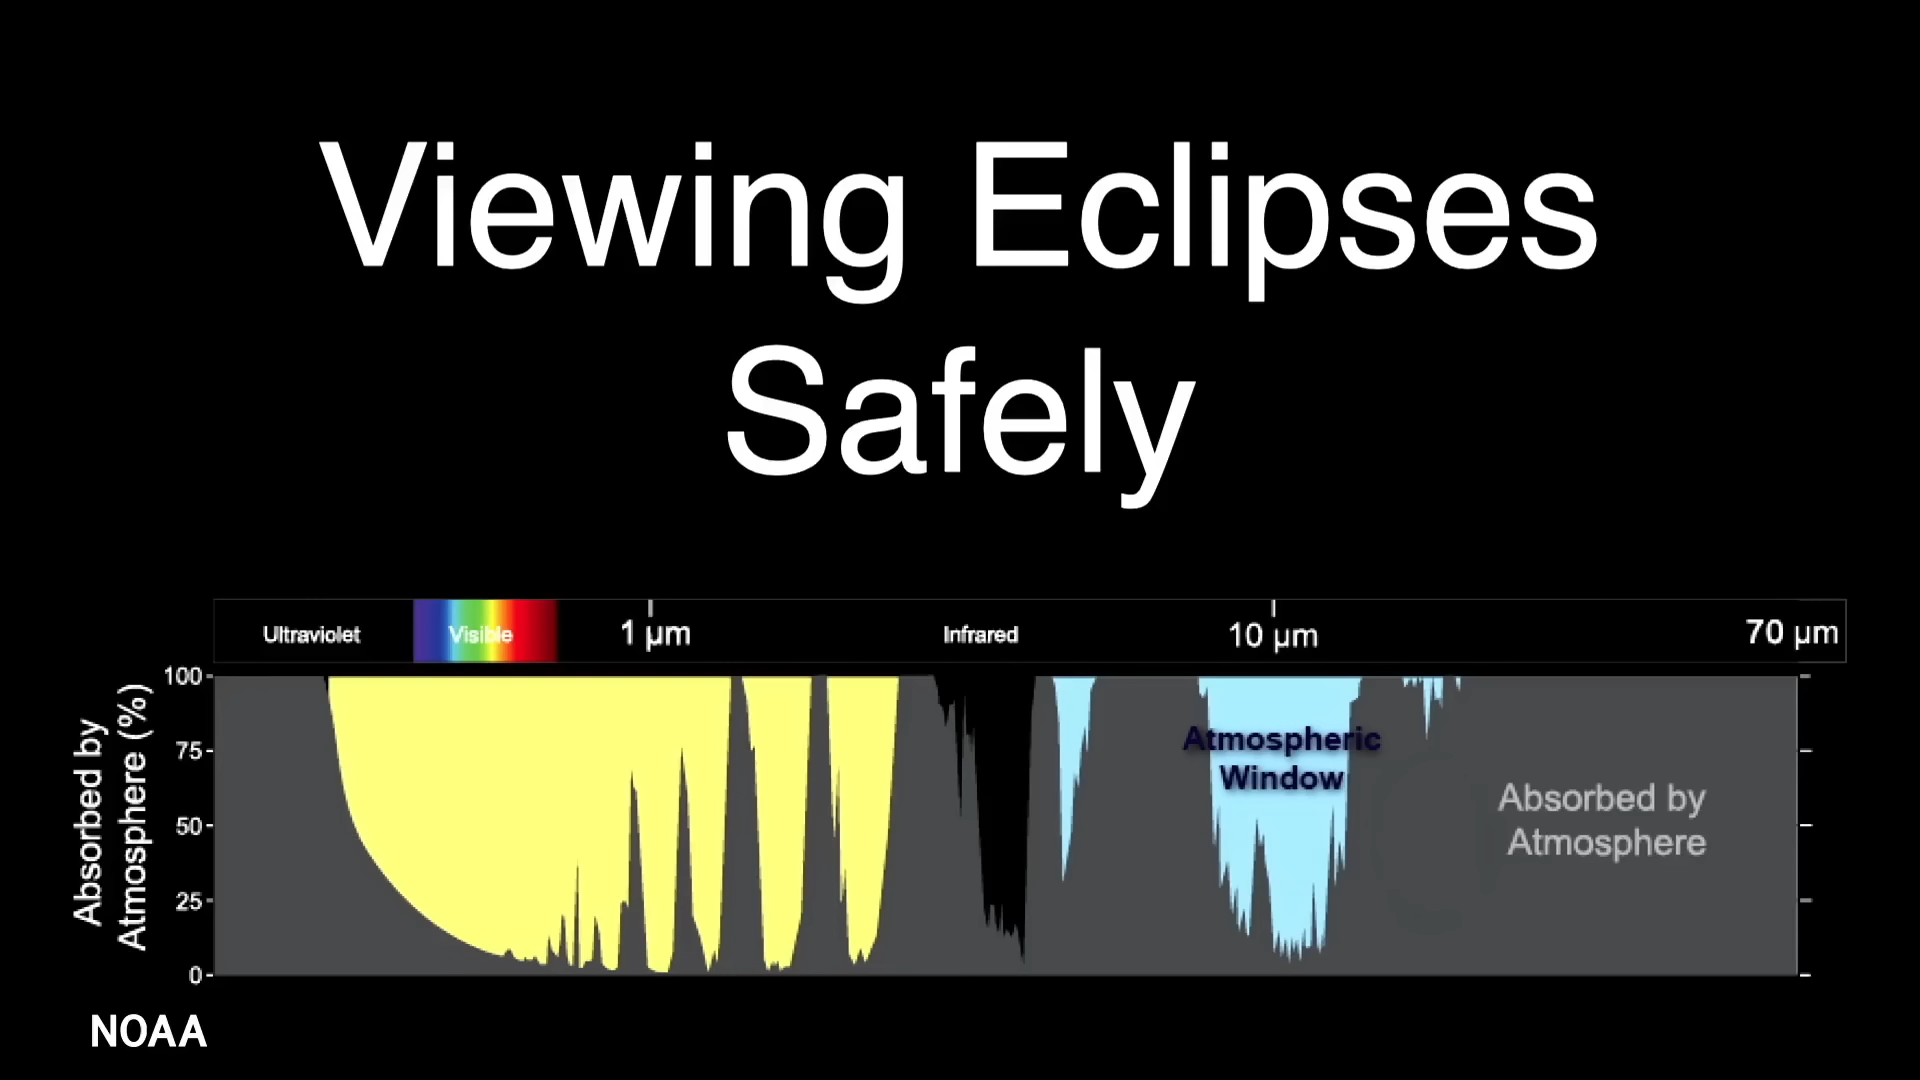 Viewing Eclipses
Safely
Ultraviolet
Visible
1 μm
Infrared
10 μm
70 μm
Absorbed by
Atmosphere (%)
100
75
50
25
0
Atmospheric
Window
Absorbed by
Atmosphere
NOAA